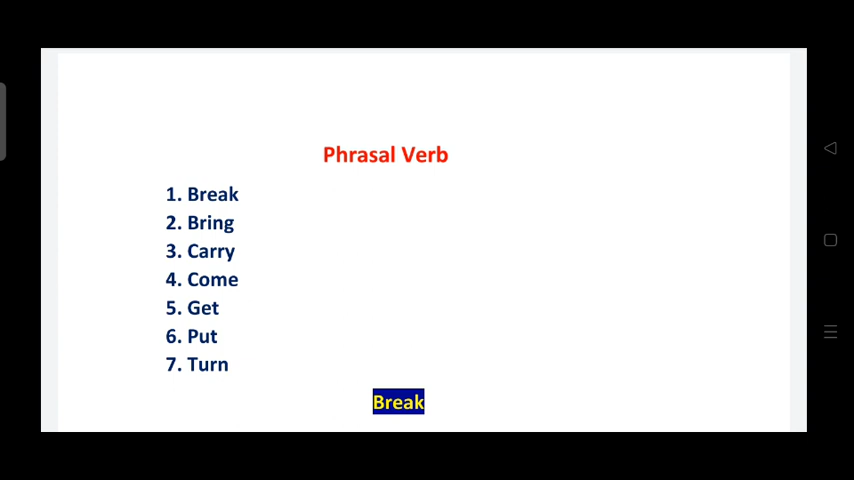 Phrasal Verb
1. Break
2. Bring
3. Carry
4. Come
5. Get
6. Put
7. Turn
Break